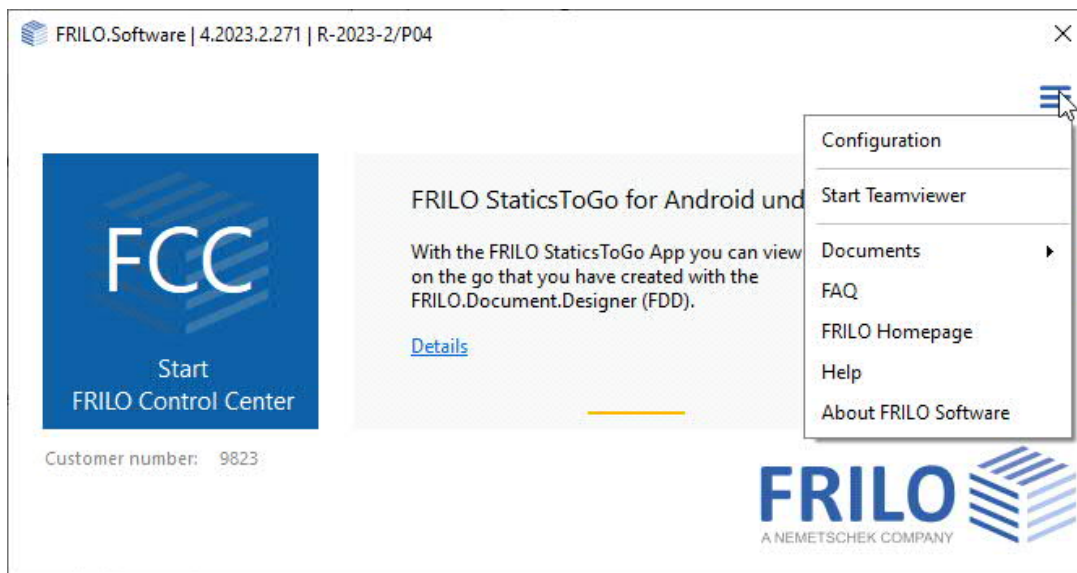 FRILO.Software | 4.2023.2.271 | R-2023-2/P04
FCC
Start
FRILO Control Center
Customer number: 9823
FRILO StaticsToGo for Android und
With the FRILO StaticsToGo App you can view
on the go that you have created with the
FRILO.Document.Designer (FDD).
Details
Configuration
Start Teamviewer
Documents
FAQ
FRILO Homepage
Help
About FRILO Software
FRILO
A NEMETSCHEK COMPANY